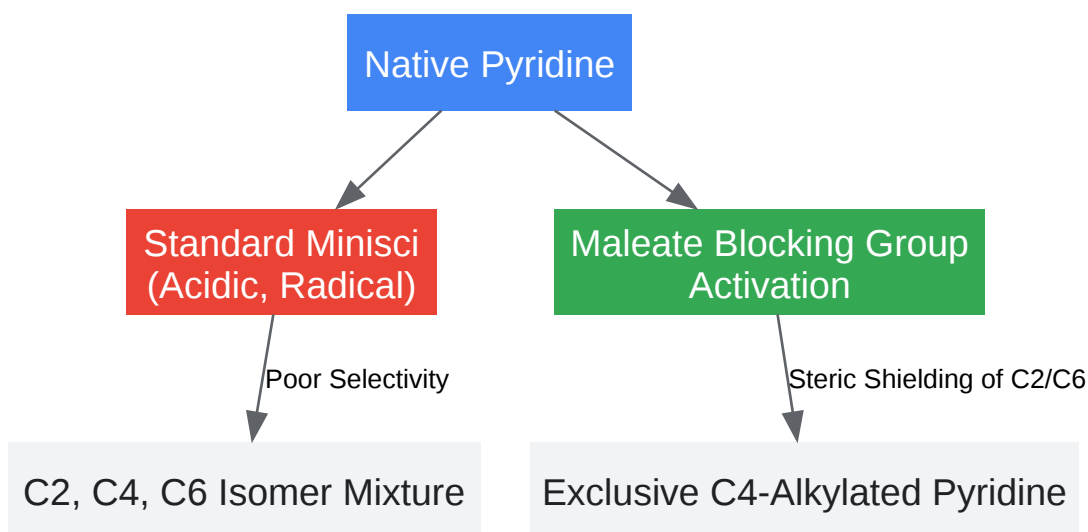 Native Pyridine
Standard Minisci
(Acidic, Radical)
Maleate Blocking Group
Activation
Poor Selectivity
Steric Shielding of C2/C6
C2, C4, C6 Isomer Mixture
Exclusive C4-Alkylated Pyridine